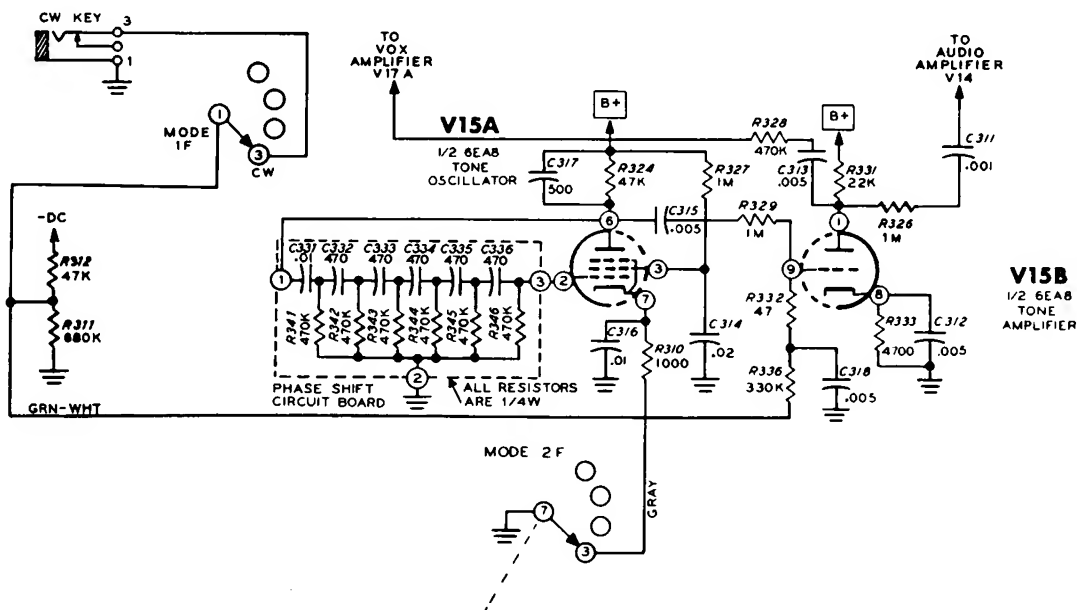 CW KEY
3
1
1
MODE
1F
3
CW
-DC
R312
47K
R311
680K
GRN-WHT
TO
VOX
AMPLIFIER
V17A
V15A
1/2 6EA8
TONE
OSCILLATOR
C317
500
B+
R324
47K
R327
1M
R328
470K
C313
.005
B+
R331
22K
TO
AUDIO
AMPLIFIER
V14
C311
.001
R326
1M
C315
.005
R329
1M
6
1
C331
.01
C332
470
C333
470
C334
470
C335
470
C336
470
1
3
2
3
7
9
8
R341
470K
R342
470K
R343
470K
R344
470K
R345
470K
R346
470K
2
PHASE SHIFT
CIRCUIT BOARD
ALL RESISTORS
ARE 1/4W
C316
.01
R310
1000
C314
.02
R332
47
R333
4700
C312
.005
R336
330K
C318
.005
V15B
1/2 6EA8
TONE
AMPLIFIER
MODE 2F
7
3
GRAY